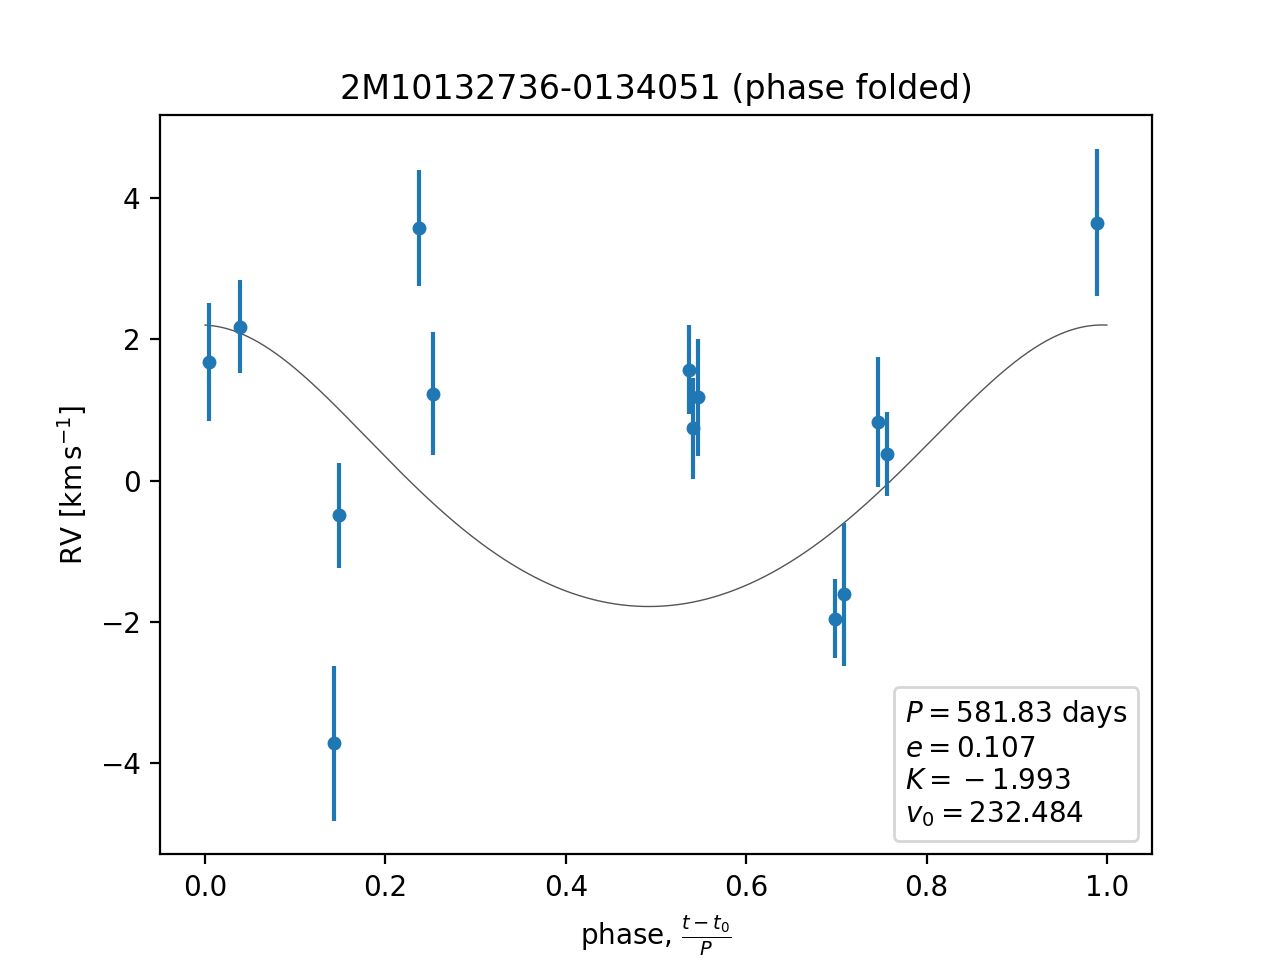 2M10132736-0134051 (phase folded)
RV [km s⁻¹]
4
2
0
−2
−4
P = 581.83 days
e = 0.107
K = −1.993
v₀ = 232.484
0.0 0.2 0.4 0.6 0.8 1.0
phase, (t − t₀)/P